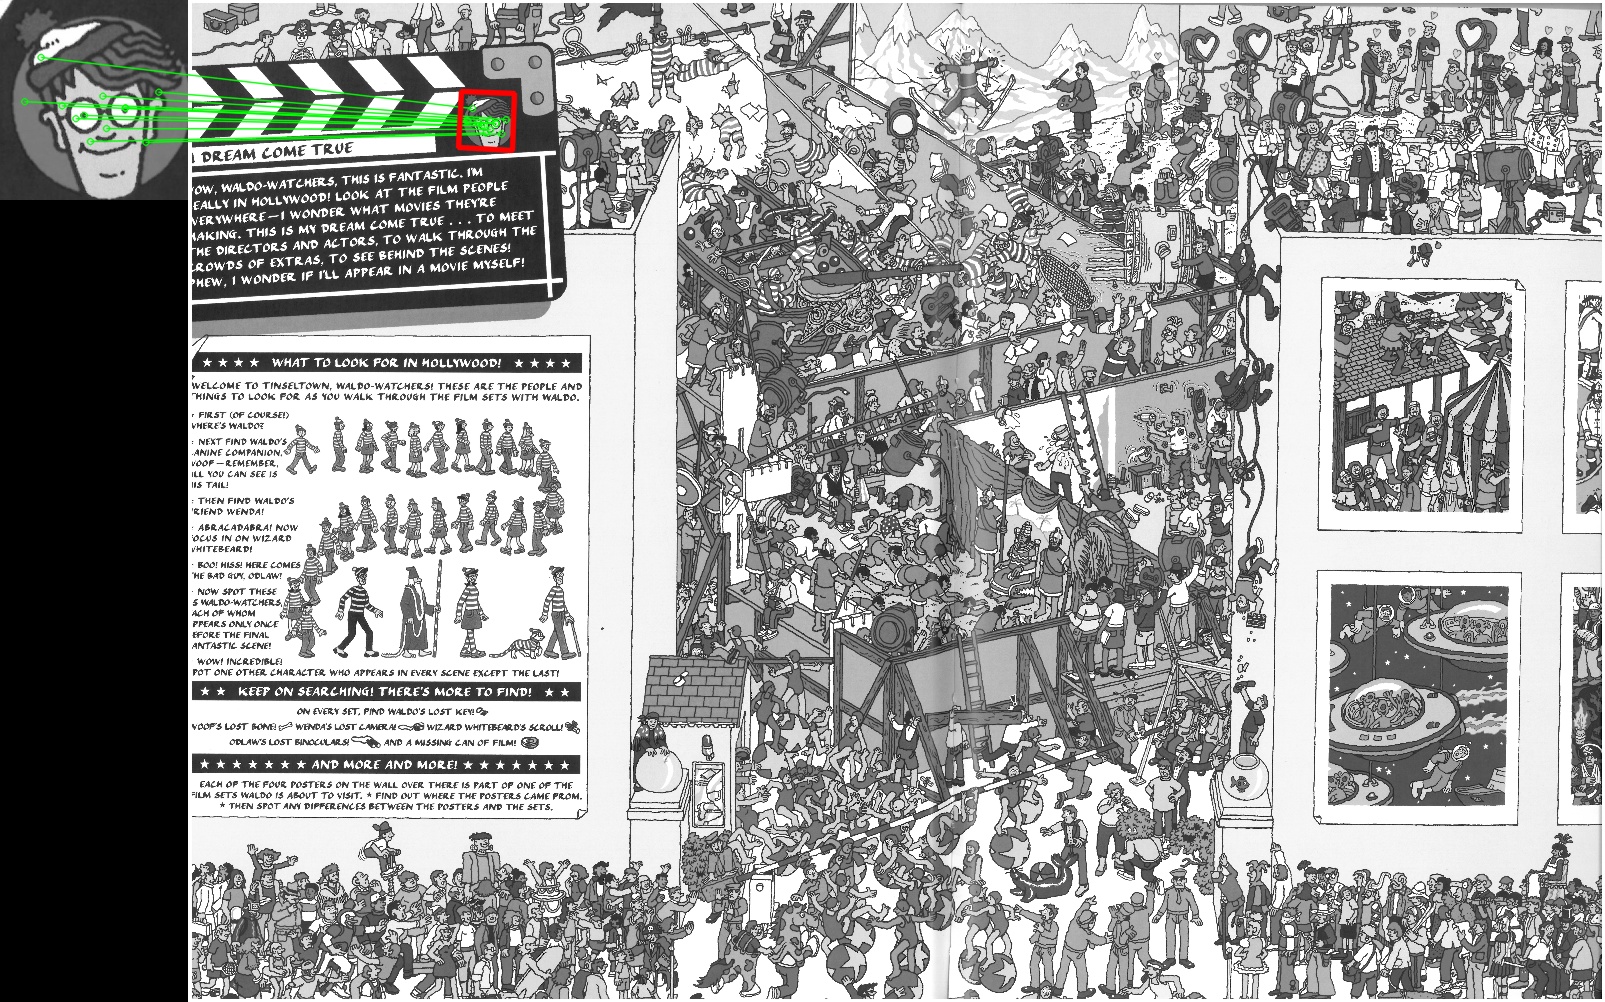 A DREAM COME TRUE
OW, WALDO-WATCHERS, THIS IS FANTASTIC. I'M
EALLY IN HOLLYWOOD! LOOK AT THE FILM PEOPLE
VERYWHERE—I WONDER WHAT MOVIES THEY'RE
AKING. THIS IS MY DREAM COME TRUE . . . TO MEET
HE DIRECTORS AND ACTORS, TO WALK THROUGH THE
CROWDS OF EXTRAS, TO SEE BEHIND THE SCENES!
PHEW, I WONDER IF I'LL APPEAR IN A MOVIE MYSELF!
★ ★ ★ ★ WHAT TO LOOK FOR IN HOLLYWOOD! ★ ★ ★ ★
WELCOME TO TINSELTOWN, WALDO-WATCHERS! THESE ARE THE PEOPLE AND
THINGS TO LOOK FOR AS YOU WALK THROUGH THE FILM SETS WITH WALDO.
FIRST (OF COURSE!)
WHERE'S WALDO?
NEXT FIND WALDO'S
ANINE COMPANION,
WOOF—REMEMBER,
ALL YOU CAN SEE IS
HIS TAIL!
THEN FIND WALDO'S
FRIEND WENDA!
ABRACADABRA! NOW
FOCUS IN ON WIZARD
WHITEBEARD!
BOO! HISS! HERE COMES
THE BAD GUY, ODLAW!
NOW SPOT THESE
5 WALDO-WATCHERS,
EACH OF WHOM
APPEARS ONLY ONCE
BEFORE THE FINAL
FANTASTIC SCENE!
WOW! INCREDIBLE!
SPOT ONE OTHER CHARACTER WHO APPEARS IN EVERY SCENE EXCEPT THE LAST!
★ ★ KEEP ON SEARCHING! THERE'S MORE TO FIND! ★ ★
ON EVERY SET, FIND WALDO'S LOST KEY!
WOOF'S LOST BONE! WENDA'S LOST CAMERA! WIZARD WHITEBEARD'S SCROLL!
ODLAW'S LOST BINOCULARS! AND A MISSING CAN OF FILM!
★ ★ ★ ★ ★ ★ ★ AND MORE AND MORE! ★ ★ ★ ★ ★ ★ ★
EACH OF THE FOUR POSTERS ON THE WALL OVER THERE IS PART OF ONE OF THE
FILM SETS WALDO IS ABOUT TO VISIT. ★ FIND OUT WHERE THE POSTERS CAME FROM.
★ THEN SPOT ANY DIFFERENCES BETWEEN THE POSTERS AND THE SETS.